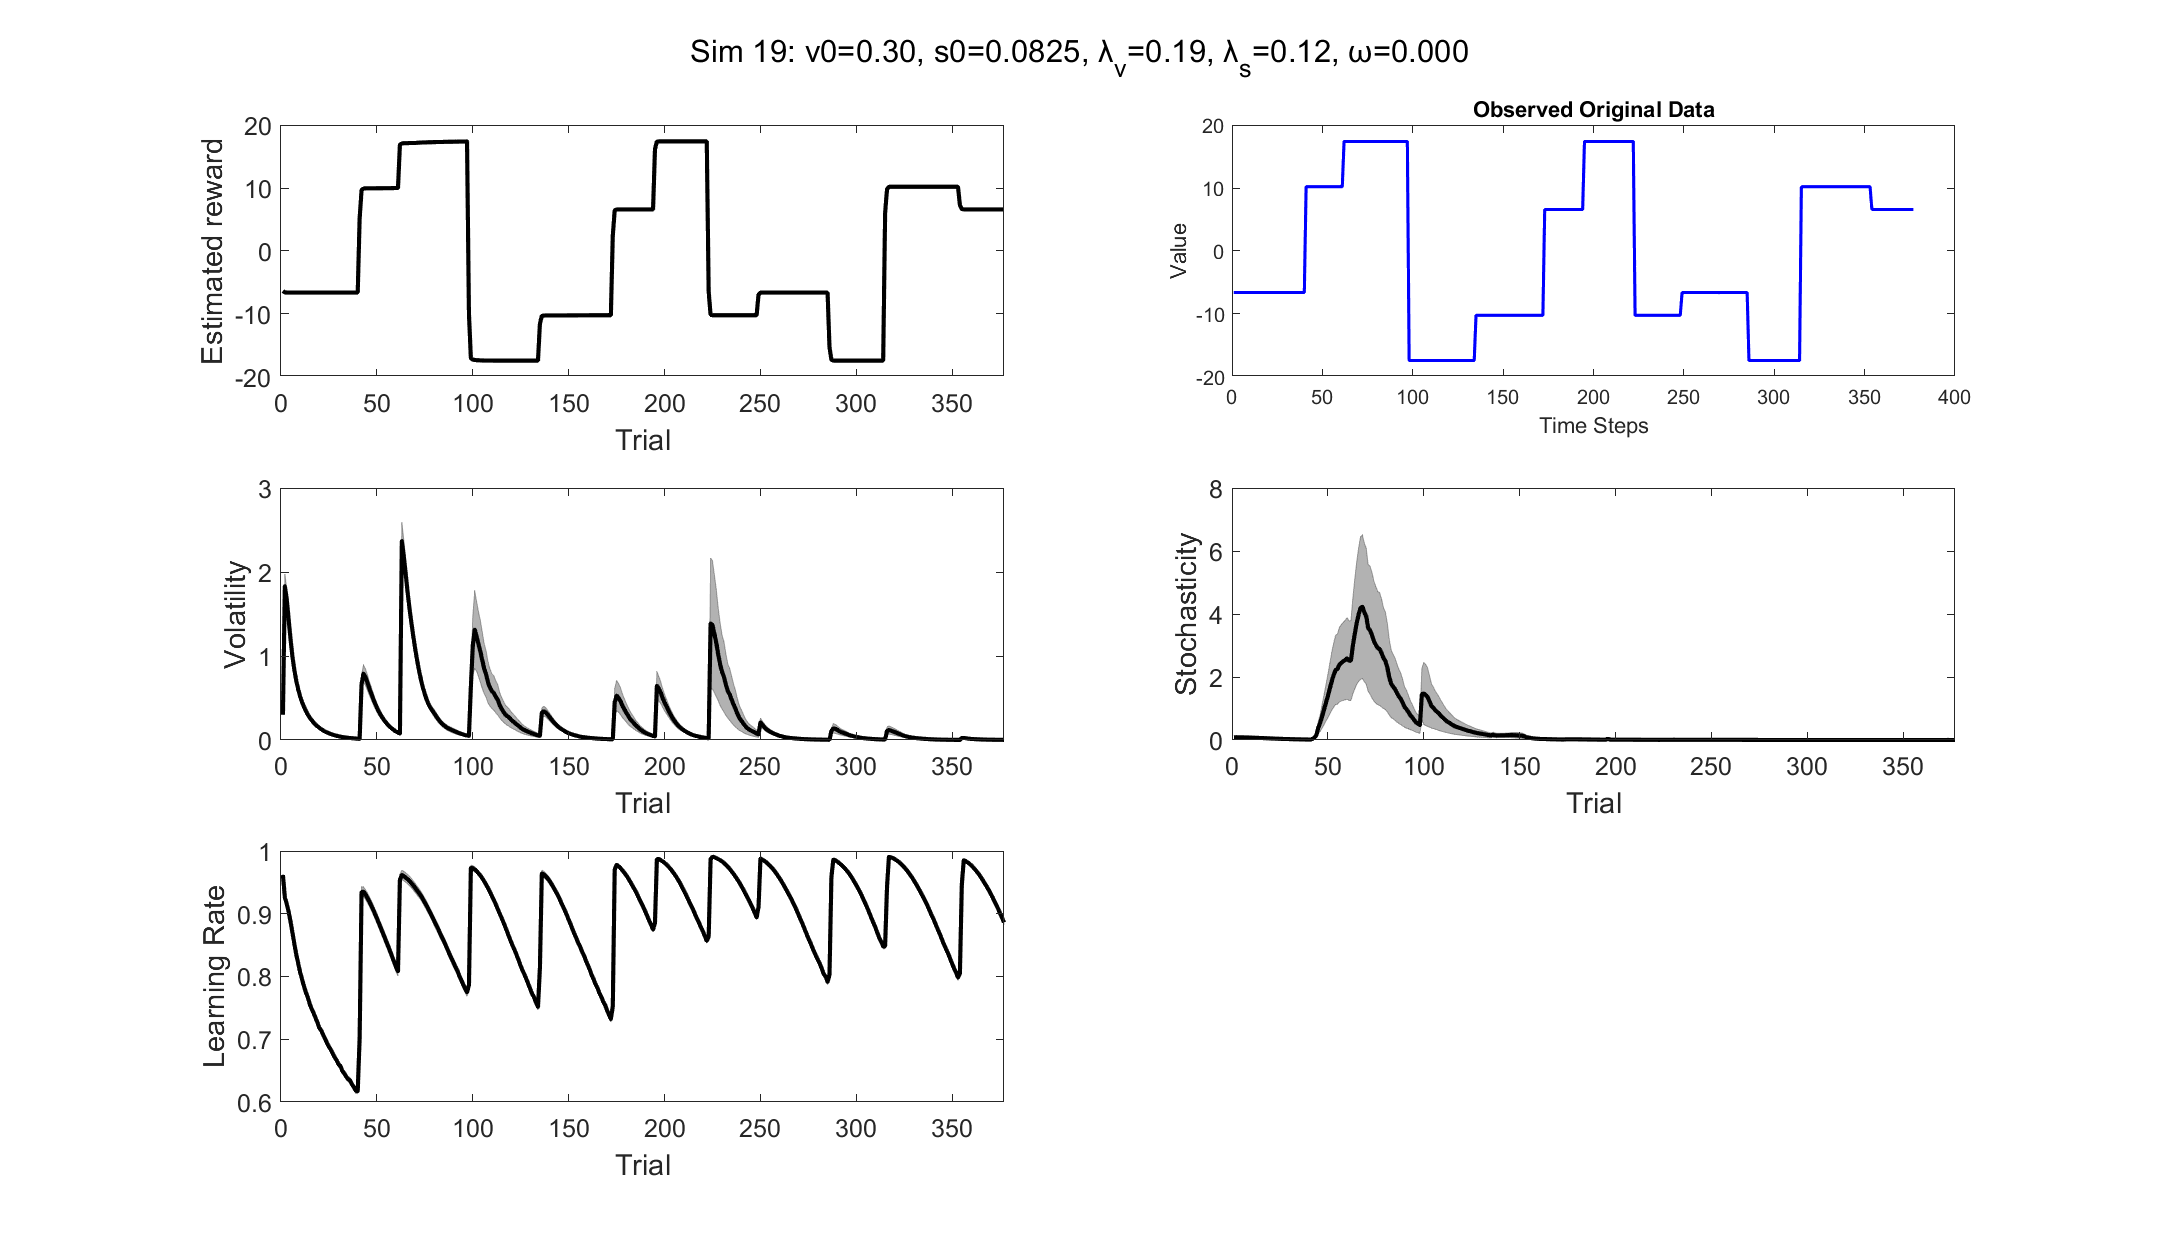 Sim 19: v0=0.30, s0=0.0825, λv=0.19, λs=0.12, ω=0.000
Estimated reward
20
10
0
-10
-20
0 50 100 150 200 250 300 350
Trial
Observed Original Data
Value
20
10
0
-10
-20
0 50 100 150 200 250 300 350 400
Time Steps
Volatility
3
2
1
0
0 50 100 150 200 250 300 350
Trial
Stochasticity
8
6
4
2
0
0 50 100 150 200 250 300 350
Trial
Learning Rate
1
0.9
0.8
0.7
0.6
0 50 100 150 200 250 300 350
Trial